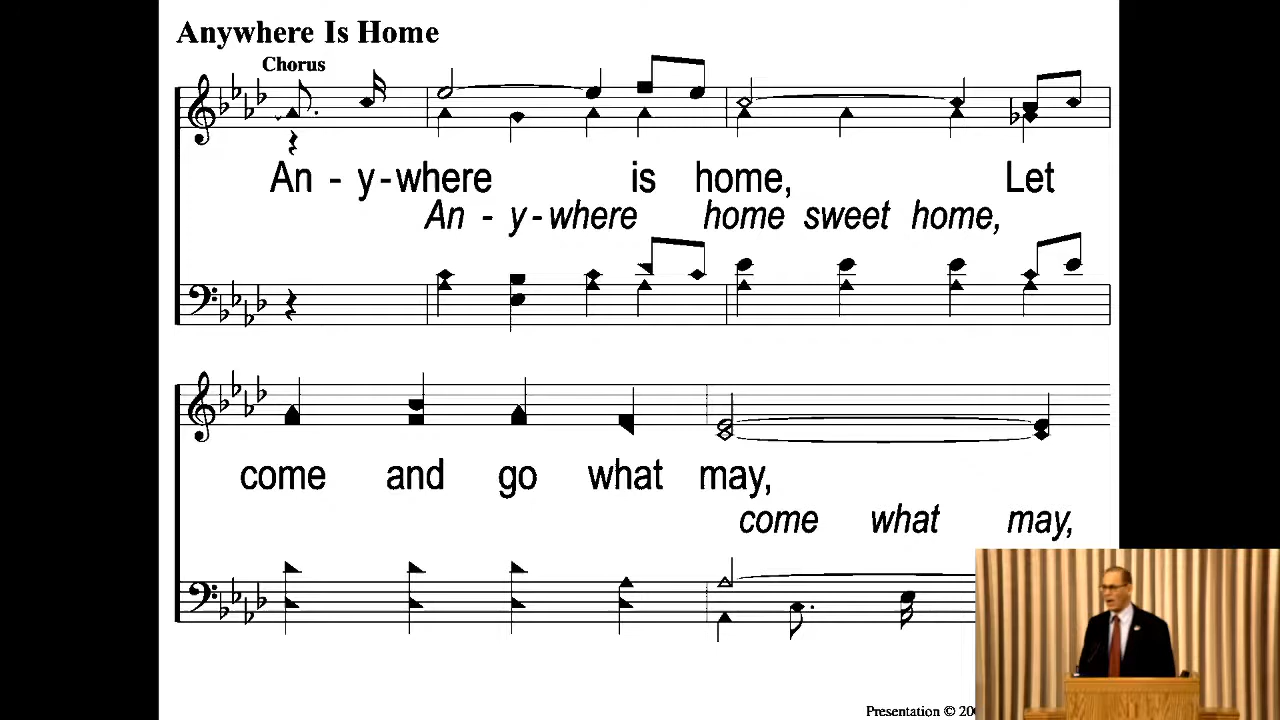 Anywhere Is Home
Chorus
An - y - where is home, Let
An - y - where home sweet home,
come and go what may,
come what may,
Presentation ©